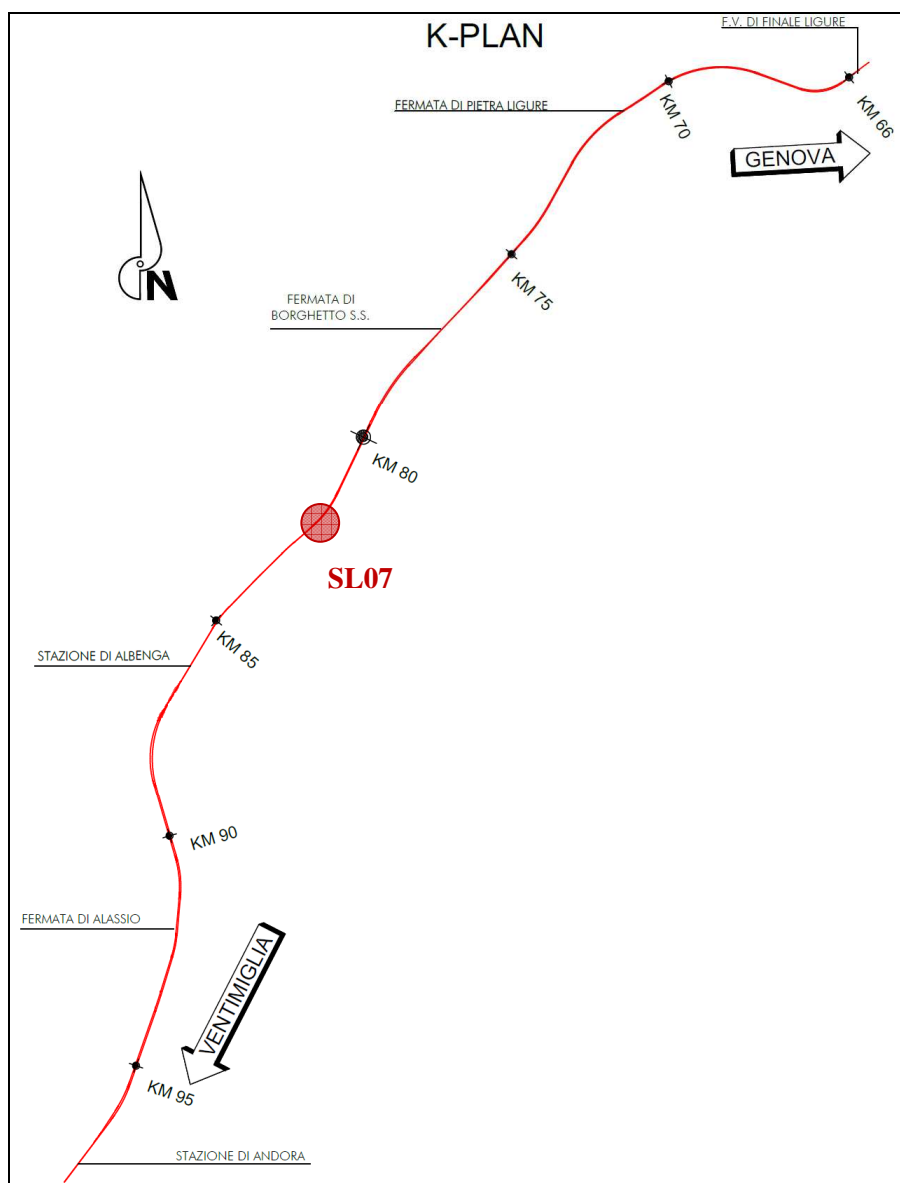 F.V. DI FINALE LIGURE
K-PLAN
FERMATA DI PIETRA LIGURE
KM 70
KM 66
GENOVA
N
KM 75
FERMATA DI
BORGHETTO S.S.
KM 80
SL07
KM 85
STAZIONE DI ALBENGA
KM 90
FERMATA DI ALASSIO
VENTIMIGLIA
KM 95
STAZIONE DI ANDORA